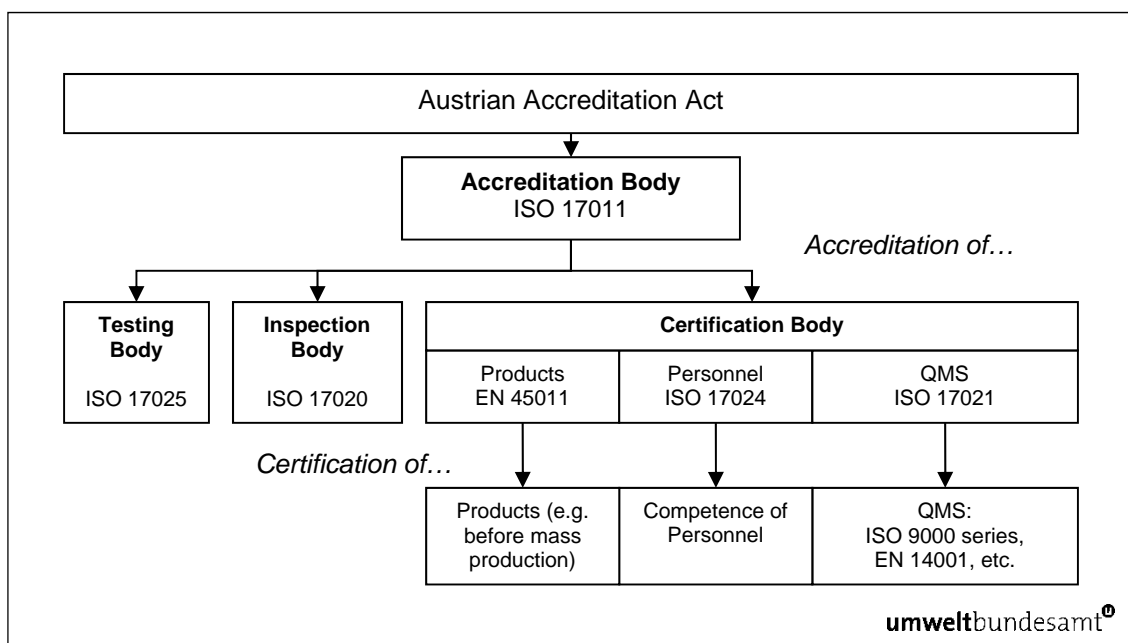 Austrian Accreditation Act
Accreditation Body
ISO 17011
Accreditation of…
Testing
Body
ISO 17025
Inspection
Body
ISO 17020
Certification Body
Products
EN 45011
Personnel
ISO 17024
QMS
ISO 17021
Certification of…
Products (e.g.
before mass
production)
Competence of
Personnel
QMS:
ISO 9000 series,
EN 14001, etc.
umweltbundesamt
u